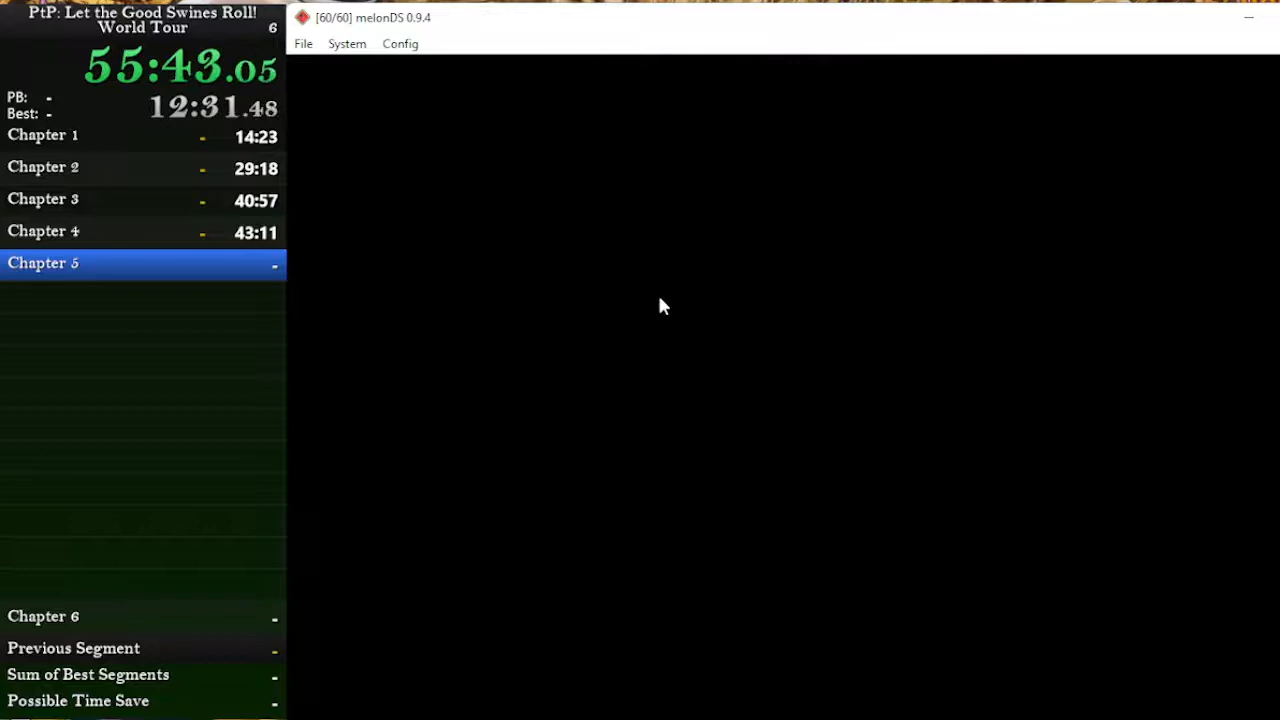 PtP: Let the Good Swines Roll!
World Tour 6
55:43.05
PB: -
Best: -
12:31.48
Chapter 1 - 14:23
Chapter 2 - 29:18
Chapter 3 - 40:57
Chapter 4 - 43:11
Chapter 5 -
Chapter 6 -
Previous Segment -
Sum of Best Segments -
Possible Time Save -
[60/60] melonDS 0.9.4
File System Config